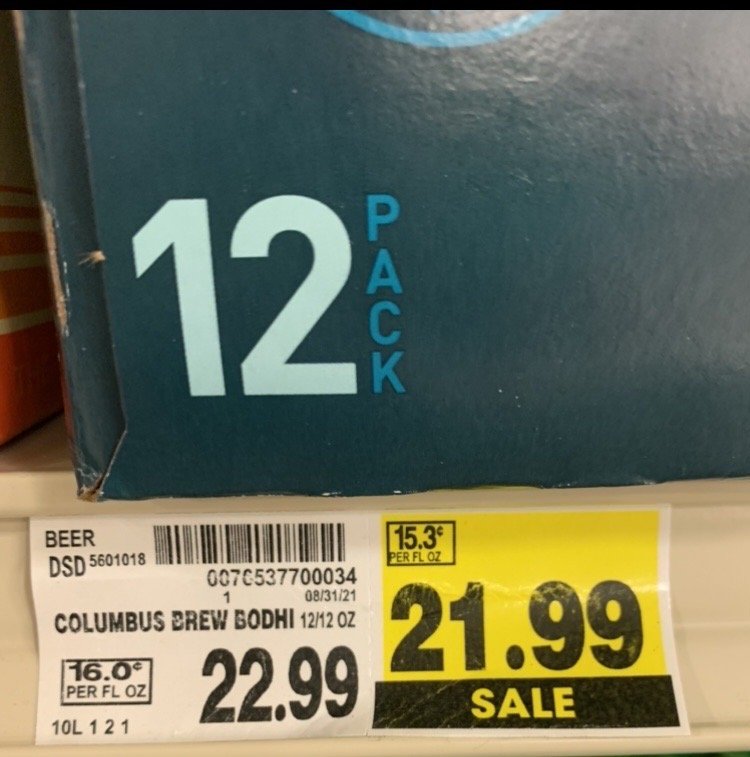 12 PACK
BEER
DSD 5601018
0076537700034
1 08/31/21
COLUMBUS BREW BODHI 12/12 OZ
16.0¢
PER FL OZ
22.99
10L 1 2 1
15.3¢
PER FL OZ
21.99
SALE